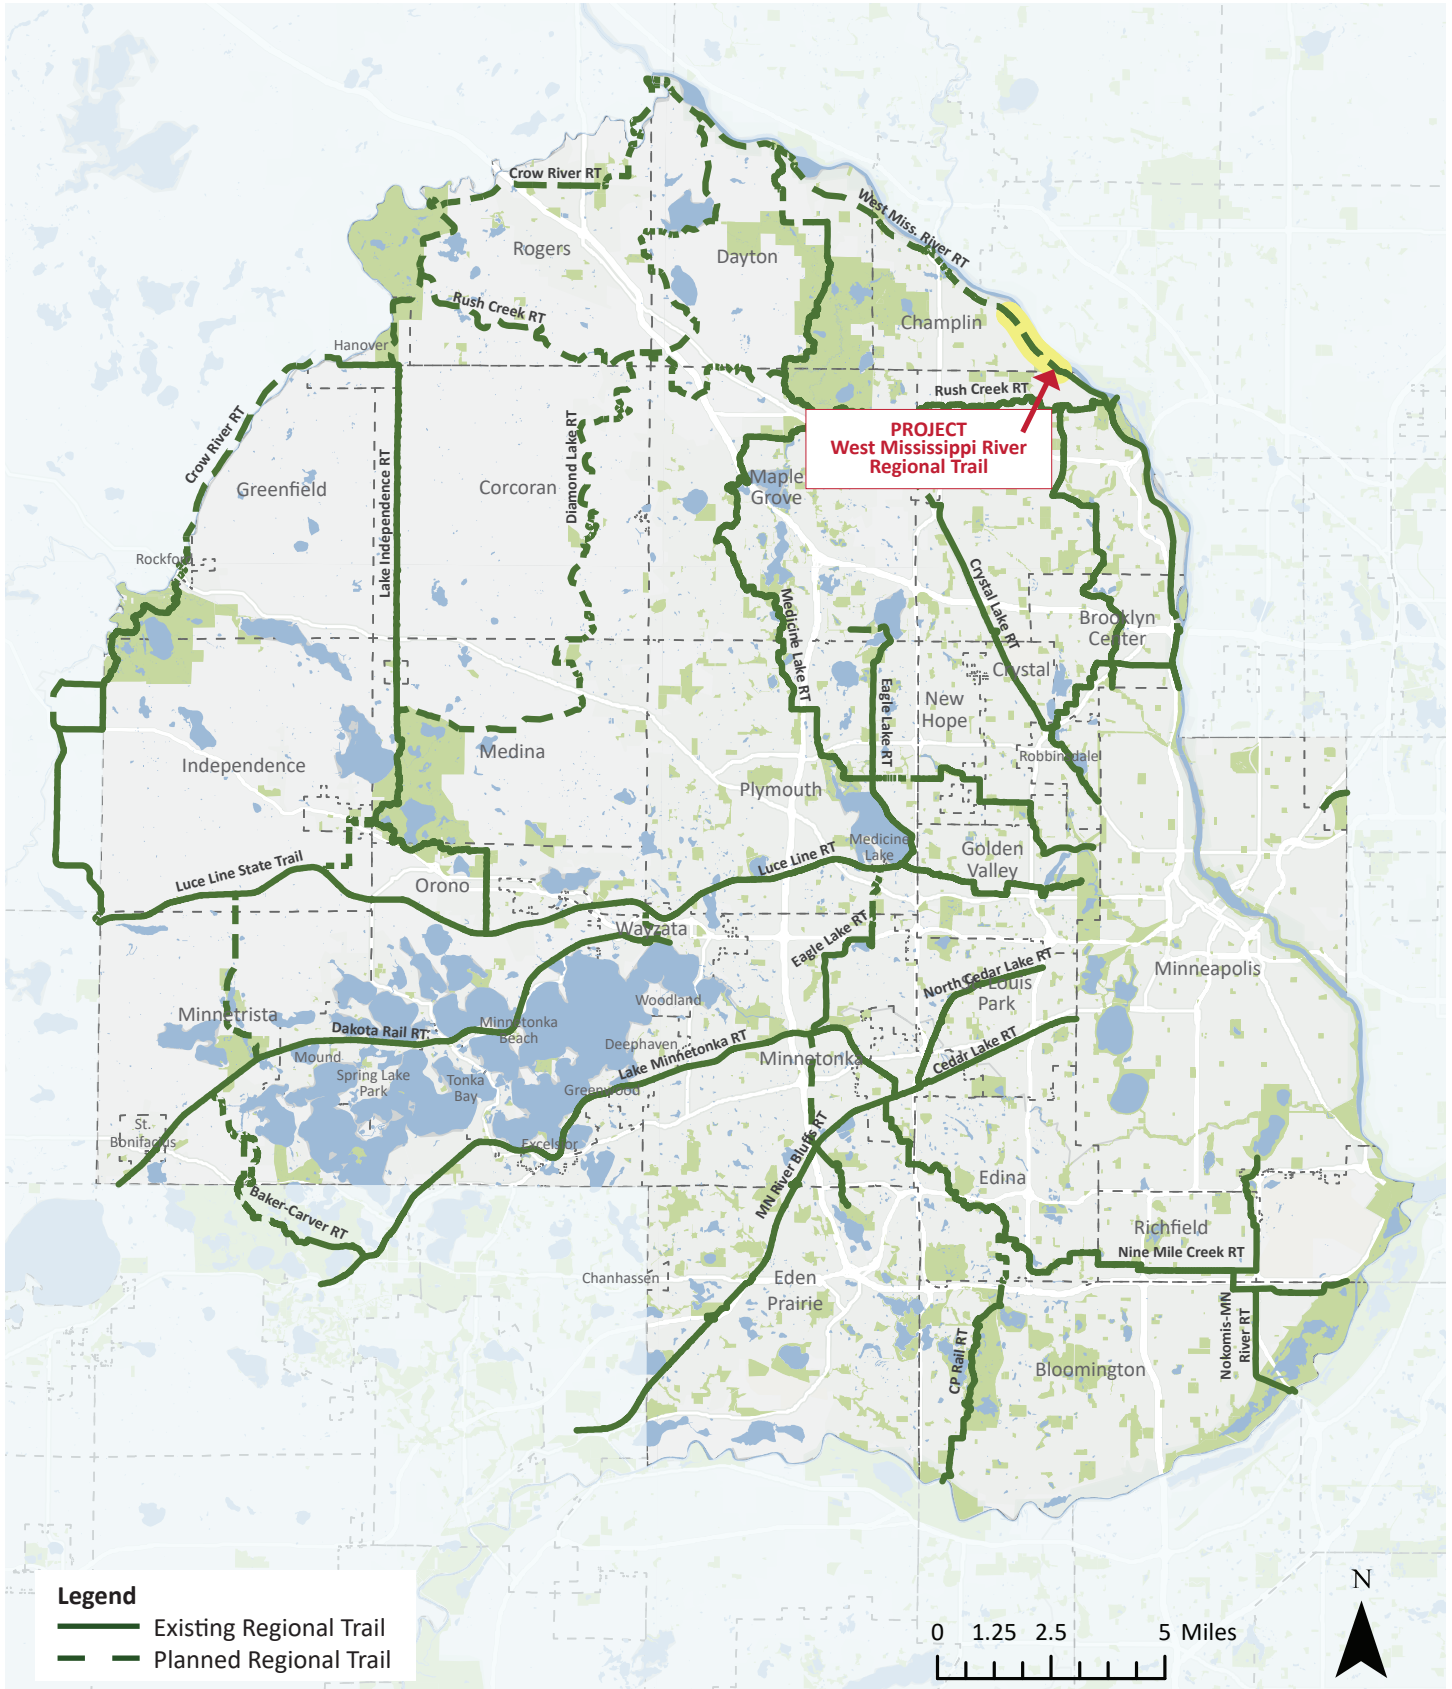 Crow River RT
West Miss. River RT
Rogers
Dayton
Rush Creek RT
Champlin
Hanover
Rush Creek RT
PROJECT
West Mississippi River
Regional Trail
Crow River RT
Diamond Lake RT
Lake Independence RT
Greenfield
Corcoran
Maple
Grove
Rockford
Crystal Lake RT
Medicine Lake RT
Brooklyn
Center
Crystal
Eagle Lake RT
New
Hope
Medina
Independence
Robbinsdale
Plymouth
Medicine
Lake
Golden
Valley
Luce Line State Trail
Luce Line RT
Orono
Wayzata
Eagle Lake RT
North Cedar Lake RT
St. Louis
Park
Minneapolis
Woodland
Minnetrista
Minnetonka
Beach
Dakota Rail RT
Deephaven
Lake Minnetonka RT
Minnetonka
Cedar Lake RT
Mound
Spring Lake
Park
Tonka
Bay
Greenwood
St.
Bonifacius
Excelsior
MN River Bluffs RT
Edina
Baker-Carver RT
Richfield
Nine Mile Creek RT
Chanhassen
Eden
Prairie
Nokomis-MN
River RT
CP Rail RT
Bloomington
Legend
Existing Regional Trail
Planned Regional Trail
N
0 1.25 2.5 5 Miles